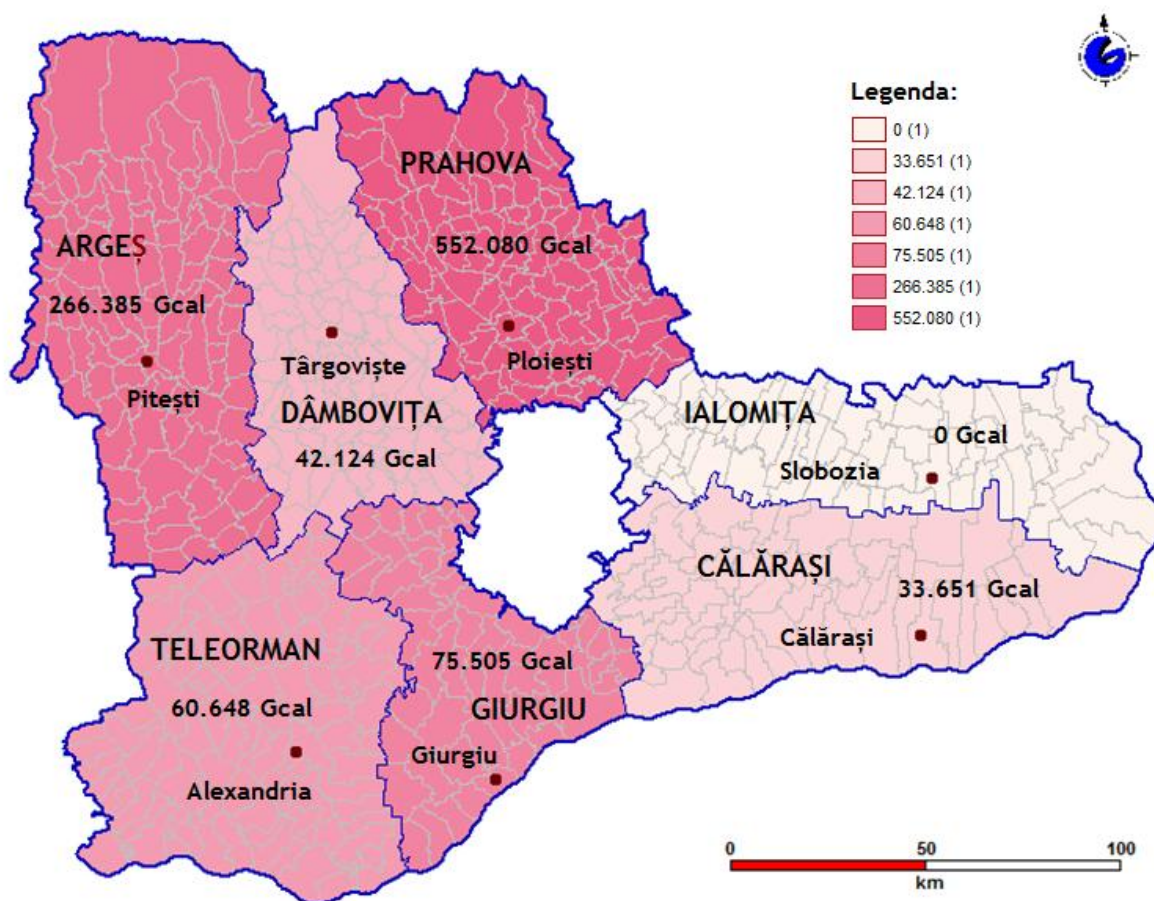 Legenda:
0 (1)
33.651 (1)
42.124 (1)
60.648 (1)
75.505 (1)
266.385 (1)
552.080 (1)
PRAHOVA
552.080 Gcal
Ploiești
ARGEȘ
266.385 Gcal
Pitești
Târgoviște
DÂMBOVIȚA
42.124 Gcal
IALOMIȚA
0 Gcal
Slobozia
CĂLĂRAȘI
33.651 Gcal
Călărași
TELEORMAN
60.648 Gcal
Alexandria
75.505 Gcal
GIURGIU
Giurgiu
0 50 100
km